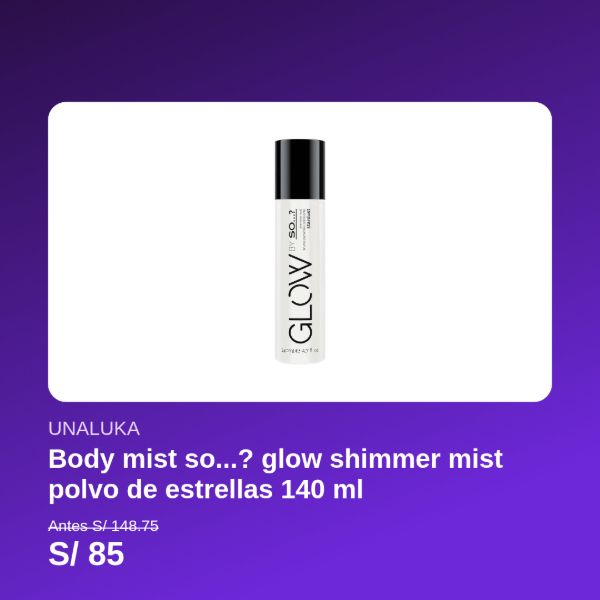 GLOW
BY SO...?
UNALUKA
Body mist so...? glow shimmer mist
polvo de estrellas 140 ml
Antes S/ 148.75
S/ 85